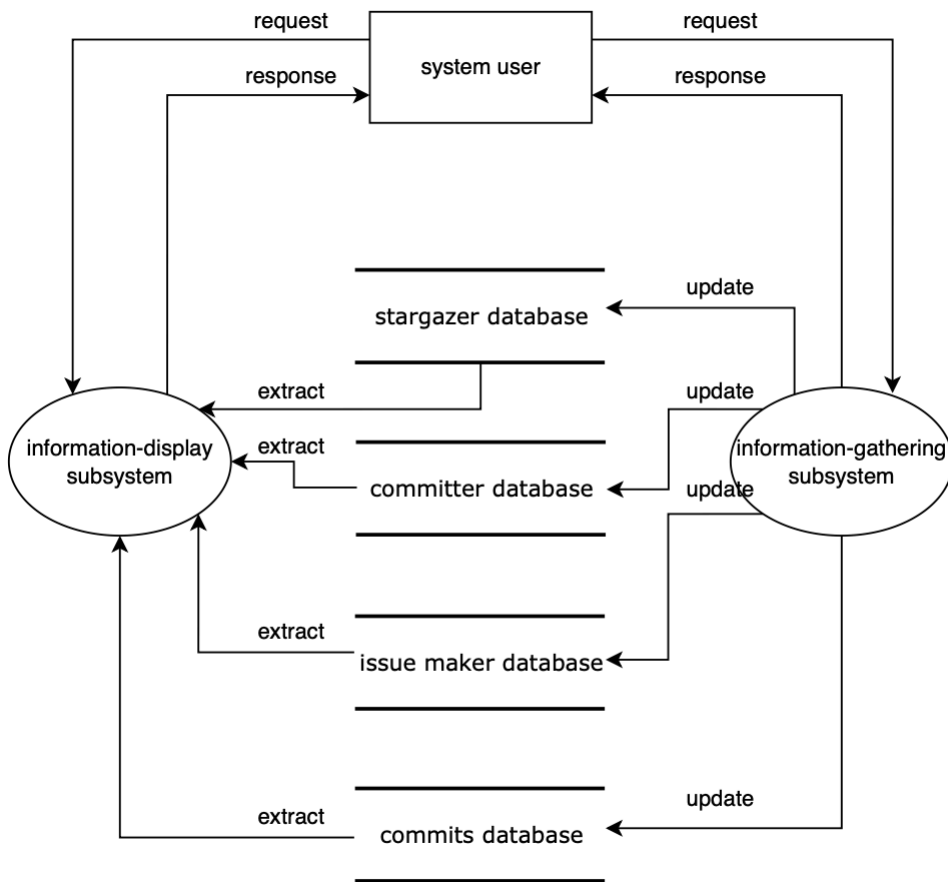 request
request
system user
response
response
update
stargazer database
extract
update
information-display
subsystem
extract
information-gathering
subsystem
committer database
update
extract
issue maker database
update
extract
commits database